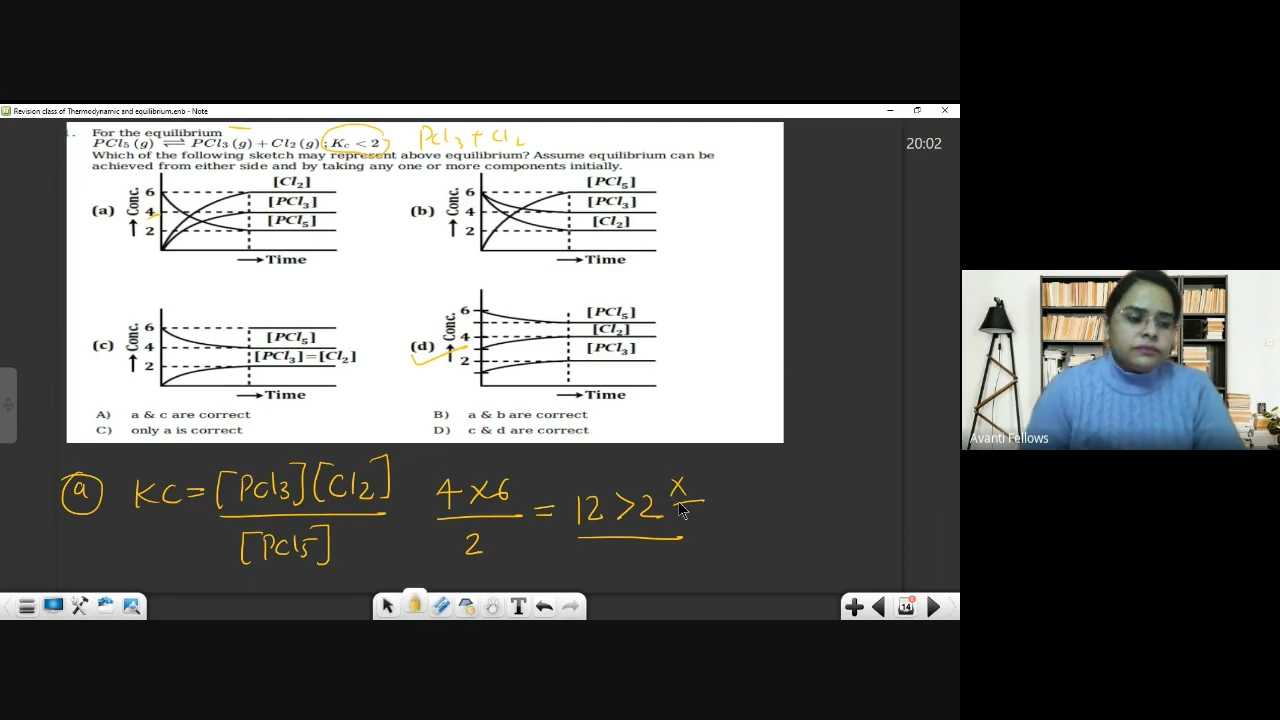 Revision class of Thermodynamic and equilibrium.enb - Note
1. For the equilibrium
PCl₅ (g) ⇌ PCl₃ (g) + Cl₂ (g) ; K꜀ < 2
PCl3 + Cl2
Which of the following sketch may represent above equilibrium? Assume equilibrium can be
achieved from either side and by taking any one or more components initially.
(a) Conc. 6 4 2 [Cl₂] [PCl₃] [PCl₅] Time
(b) Conc. 6 4 2 [PCl₅] [PCl₃] [Cl₂] Time
(c) Conc. 6 4 2 [PCl₅] [PCl₃]=[Cl₂] Time
(d) Conc. 6 4 2 [PCl₅] [Cl₂] [PCl₃] Time
A) a & c are correct B) a & b are correct
C) only a is correct D) c & d are correct
a KC = [PCl3][Cl2] / [PCl5] 4 x 6 / 2 = 12 > 2 x
20:02
Avanti Fellows
T
14